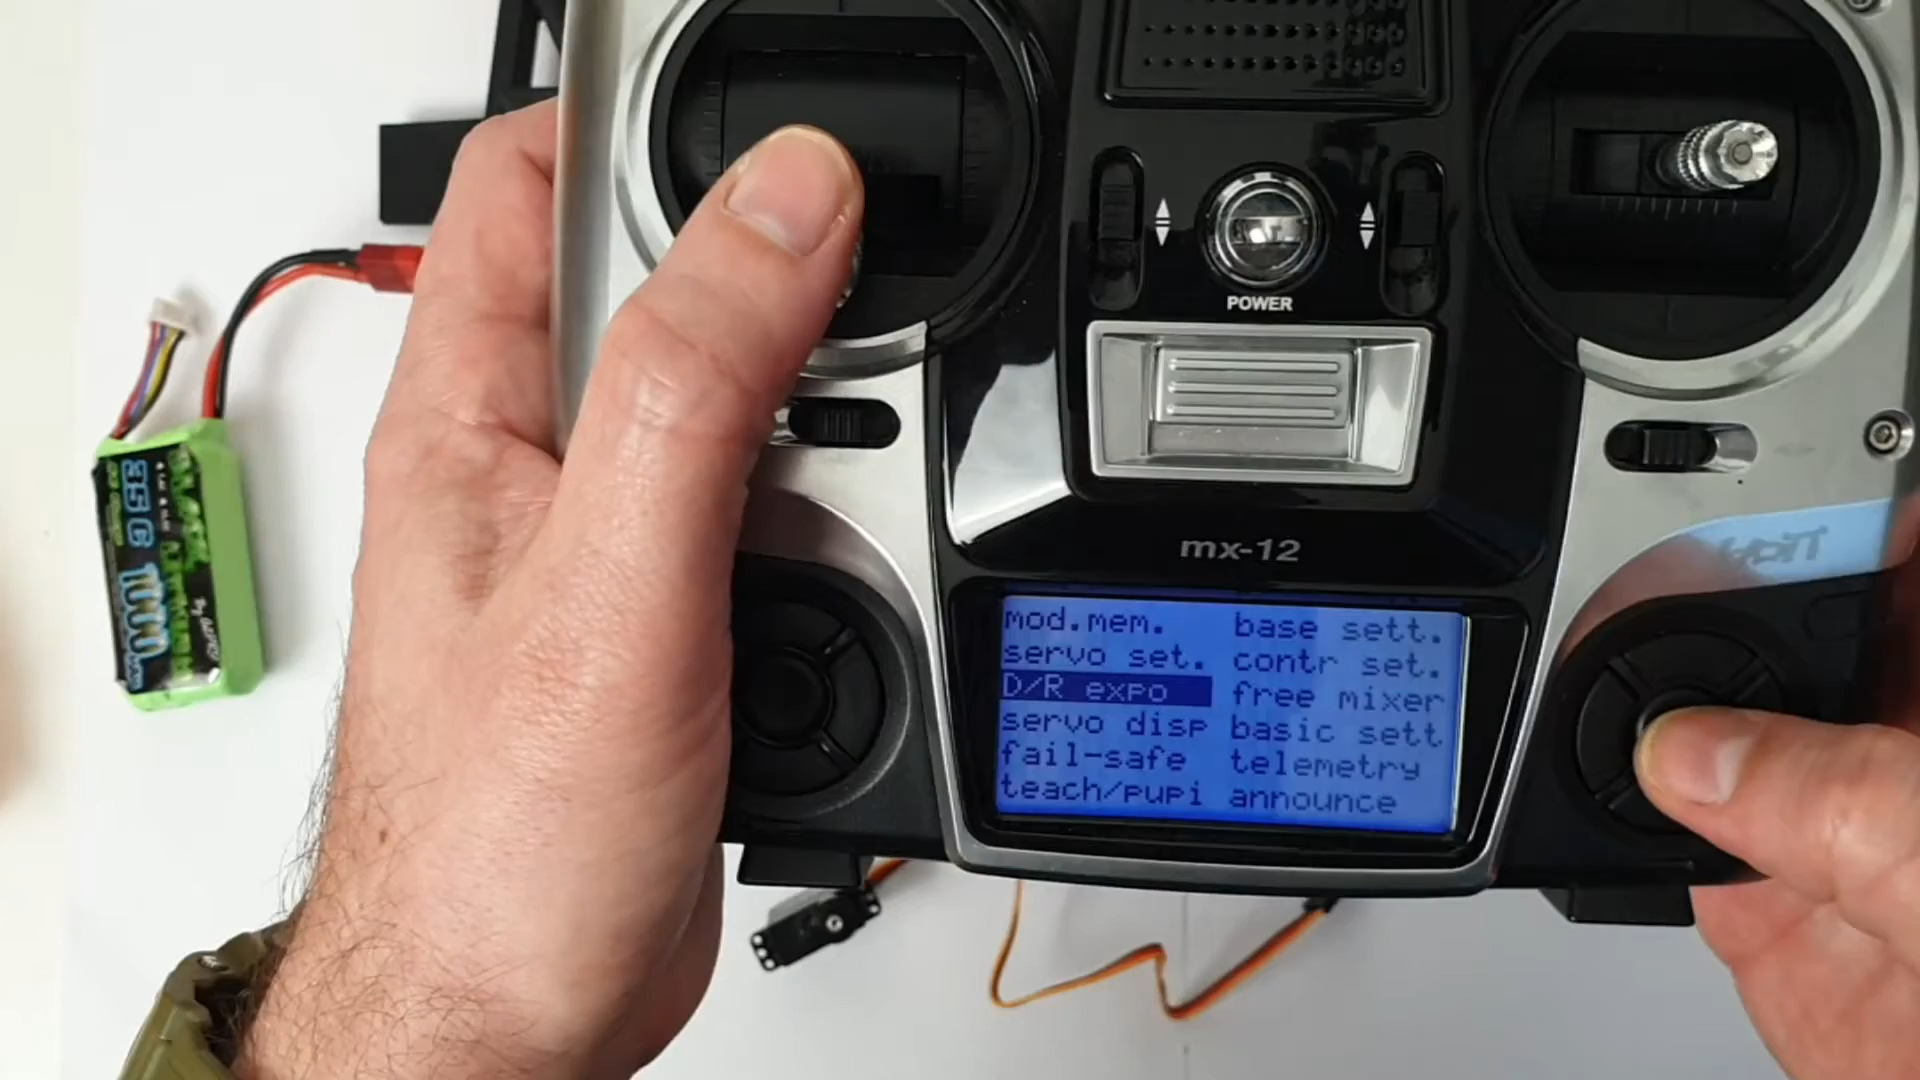 POWER
mx-12
mod.mem. base sett.
servo set. contr set.
D/R expo free mixer
servo disp basic sett
fail-safe telemetry
teach/pupi announce
35C